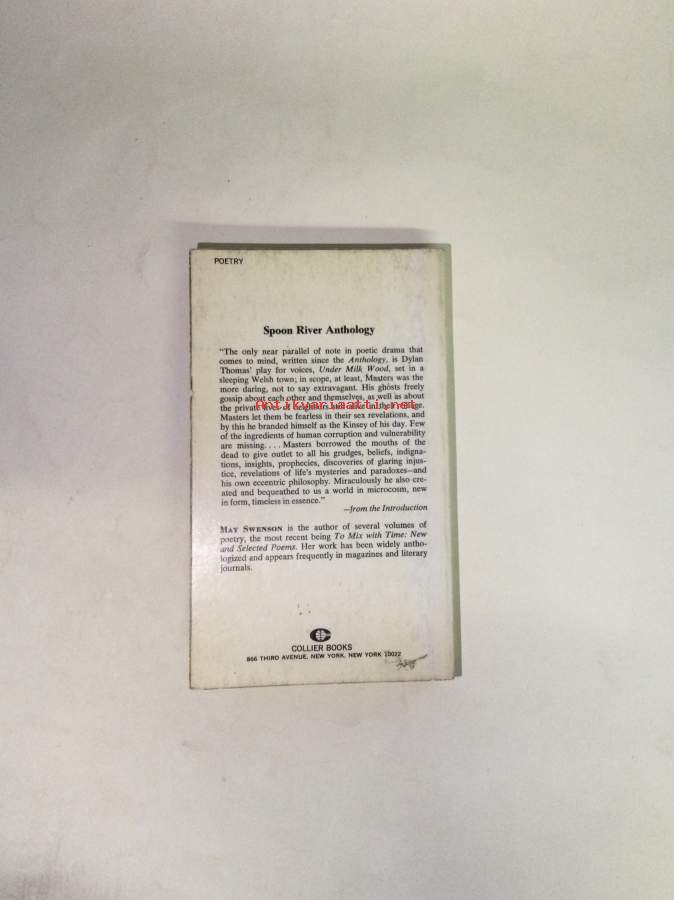 POETRY
Spoon River Anthology
"The only near parallel of note in poetic drama that
comes to mind, written since the Anthology, is Dylan
Thomas' play for voices, Under Milk Wood, set in a
sleeping Welsh town; in scope, at least, Masters was the
more daring, not to say extravagant. His ghosts freely
gossip about each other and themselves, as well as about
Antikvariaatti.net
the private lives of
Masters let them be fearless in their sex revelations, and
by this he branded himself as the Kinsey of his day. Few
of the ingredients of human corruption and vulnerability
are missing. . . . Masters borrowed the mouths of the
dead to give outlet to all his grudges, beliefs, indigna-
tions, insights, prophecies, discoveries of glaring injus-
tice, revelations of life's mysteries and paradoxes—and
his own eccentric philosophy. Miraculously he also cre-
ated and bequeathed to us a world in microcosm, new
in form, timeless in essence."
—from the Introduction
MAY SWENSON is the author of several volumes of
poetry, the most recent being To Mix with Time: New
and Selected Poems. Her work has been widely antho-
logized and appears frequently in magazines and literary
journals.
COLLIER BOOKS
866 THIRD AVENUE, NEW YORK, NEW YORK 10022